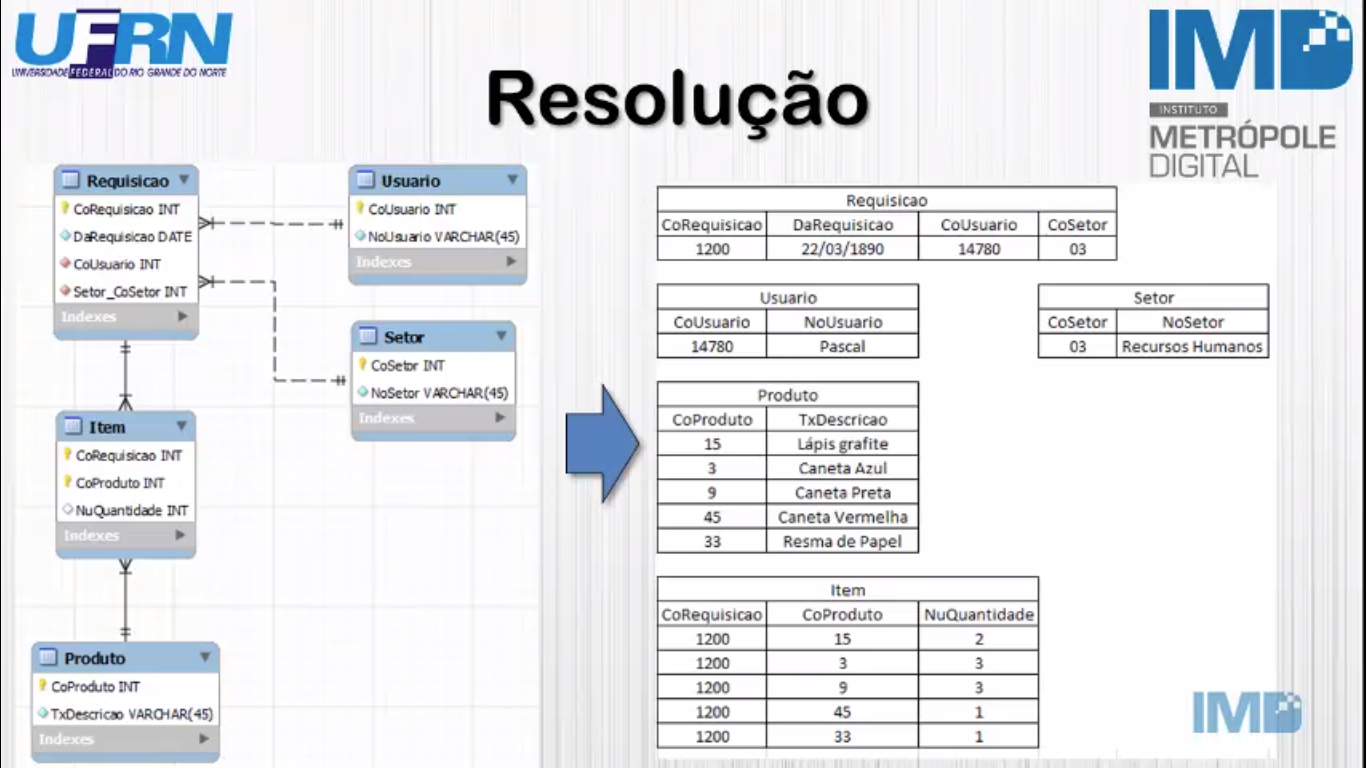 UFRN
UNIVERSIDADE FEDERAL DO RIO GRANDE DO NORTE
IMD
INSTITUTO
METRÓPOLE
DIGITAL
Resolução
Requisicao
CoRequisicao INT
DaRequisicao DATE
CoUsuario INT
Setor_CoSetor INT
Indexes
Usuario
CoUsuario INT
NoUsuario VARCHAR(45)
Indexes
Setor
CoSetor INT
NoSetor VARCHAR(45)
Indexes
Item
CoRequisicao INT
CoProduto INT
NuQuantidade INT
Indexes
Produto
CoProduto INT
TxDescricao VARCHAR(45)
Indexes
Requisicao
CoRequisicao DaRequisicao CoUsuario CoSetor
1200 22/03/1890 14780 03
Usuario
CoUsuario NoUsuario
14780 Pascal
Setor
CoSetor NoSetor
03 Recursos Humanos
Produto
CoProduto TxDescricao
15 Lápis grafite
3 Caneta Azul
9 Caneta Preta
45 Caneta Vermelha
33 Resma de Papel
Item
CoRequisicao CoProduto NuQuantidade
1200 15 2
1200 3 3
1200 9 3
1200 45 1
1200 33 1
IMD